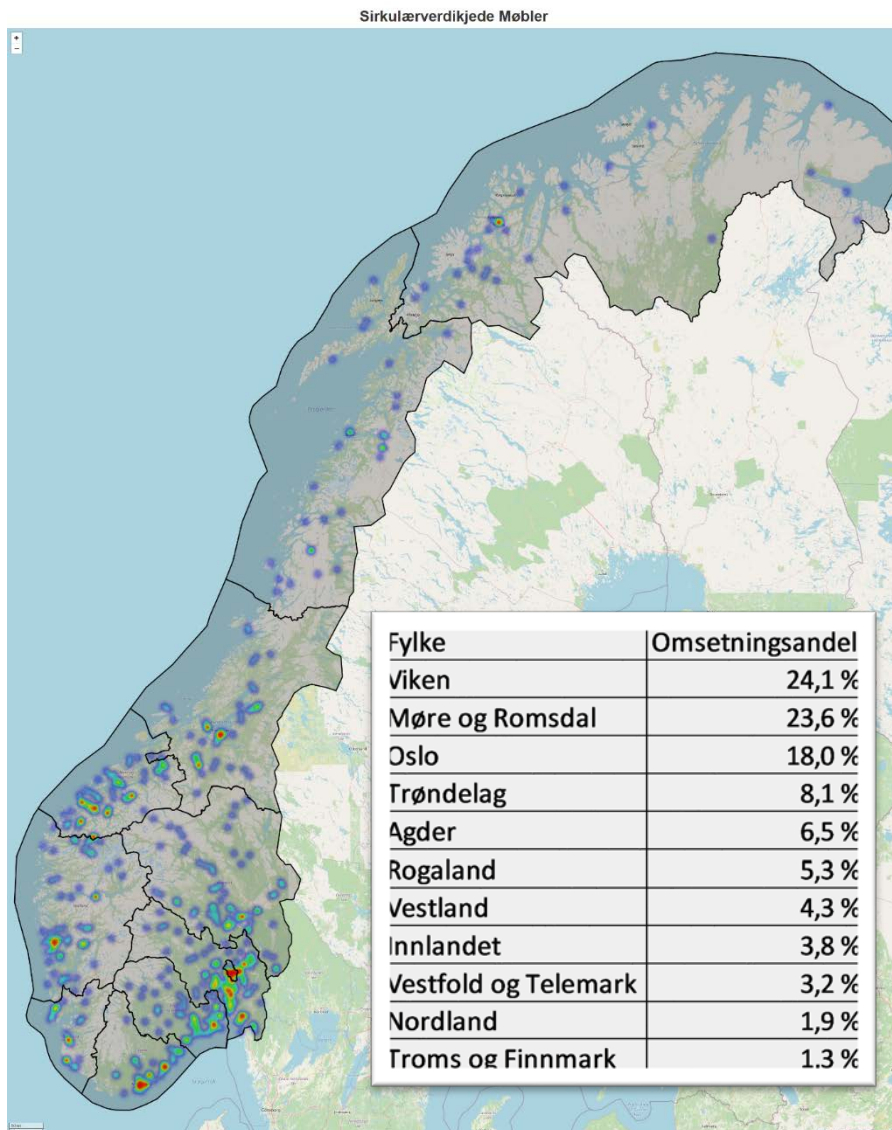 Sirkulærverdikjede Møbler
+
−
Fylke Omsetningsandel
Viken 24,1 %
Møre og Romsdal 23,6 %
Oslo 18,0 %
Trøndelag 8,1 %
Agder 6,5 %
Rogaland 5,3 %
Vestland 4,3 %
Innlandet 3,8 %
Vestfold og Telemark 3,2 %
Nordland 1,9 %
Troms og Finnmark 1,3 %